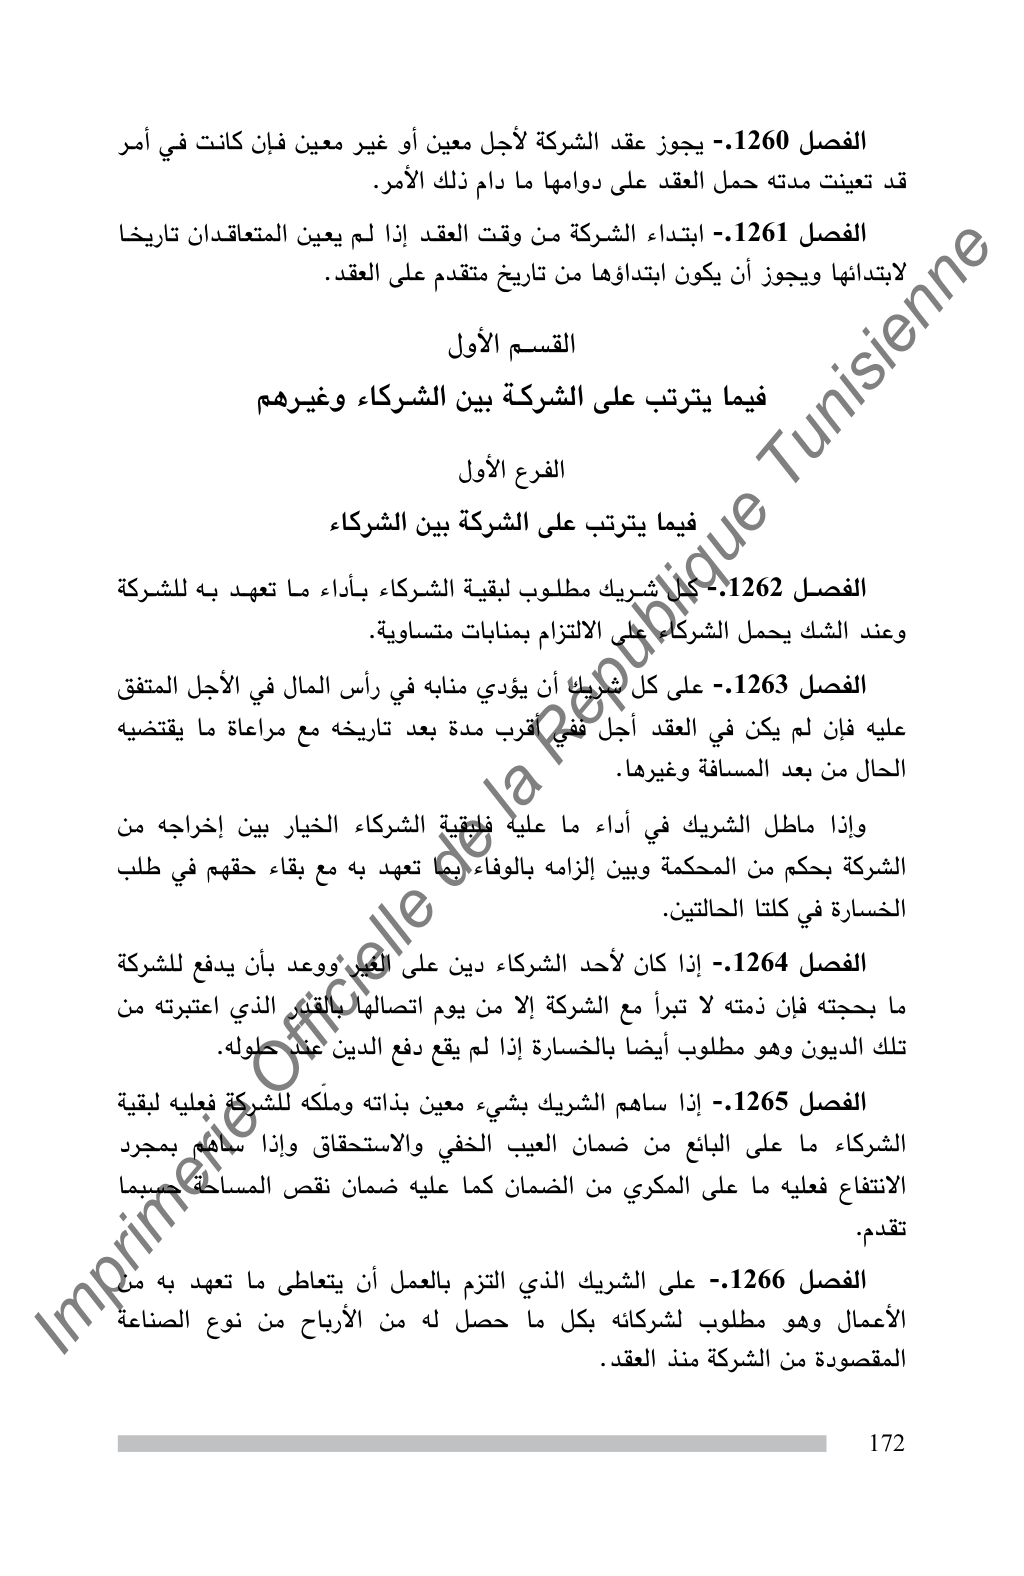 الفصل 1260.- يجوز عقد الشركة لأجل معين أو غير معين فإن كانت في أمر
قد تعينت مدته حمل العقد على دوامها ما دام ذلك الأمر.
الفصل 1261.- ابتداء الشركة من وقت العقد إذا لم يعين المتعاقدان تاريخا
لابتدائها ويجوز أن يكون ابتداؤها من تاريخ متقدم على العقد.
القسم الأول
فيما يترتب على الشركة بين الشركاء وغيرهم
الفرع الأول
فيما يترتب على الشركة بين الشركاء
الفصل 1262.- كل شريك مطلوب لبقية الشركاء بأداء ما تعهد به للشركة
وعند الشك يحمل الشركاء على الالتزام بمنابات متساوية.
الفصل 1263.- على كل شريك أن يؤدي منابه في رأس المال في الأجل المتفق
عليه فإن لم يكن في العقد أجل ففي أقرب مدة بعد تاريخه مع مراعاة ما يقتضيه
الحال من بعد المسافة وغيرها.
وإذا ماطل الشريك في أداء ما عليه فلبقية الشركاء الخيار بين إخراجه من
الشركة بحكم من المحكمة وبين إلزامه بالوفاء بما تعهد به مع بقاء حقهم في طلب
الخسارة في كلتا الحالتين.
الفصل 1264.- إذا كان لأحد الشركاء دين على الغير ووعد بأن يدفع للشركة
ما بحجته فإن ذمته لا تبرأ مع الشركة إلا من يوم اتصالها بالقدر الذي اعتبرته من
تلك الديون وهو مطلوب أيضا بالخسارة إذا لم يقع دفع الدين عند حلوله.
الفصل 1265.- إذا ساهم الشريك بشيء معين بذاته وملّكه للشركة فعليه لبقية
الشركاء ما على البائع من ضمان العيب الخفي والاستحقاق وإذا ساهم بمجرد
الانتفاع فعليه ما على المكري من الضمان كما عليه ضمان نقص المساحة حسبما
تقدم.
الفصل 1266.- على الشريك الذي التزم بالعمل أن يتعاطى ما تعهد به من
الأعمال وهو مطلوب لشركائه بكل ما حصل له من الأرباح من نوع الصناعة
المقصودة من الشركة منذ العقد.
172
Imprimerie Officielle de la République Tunisienne